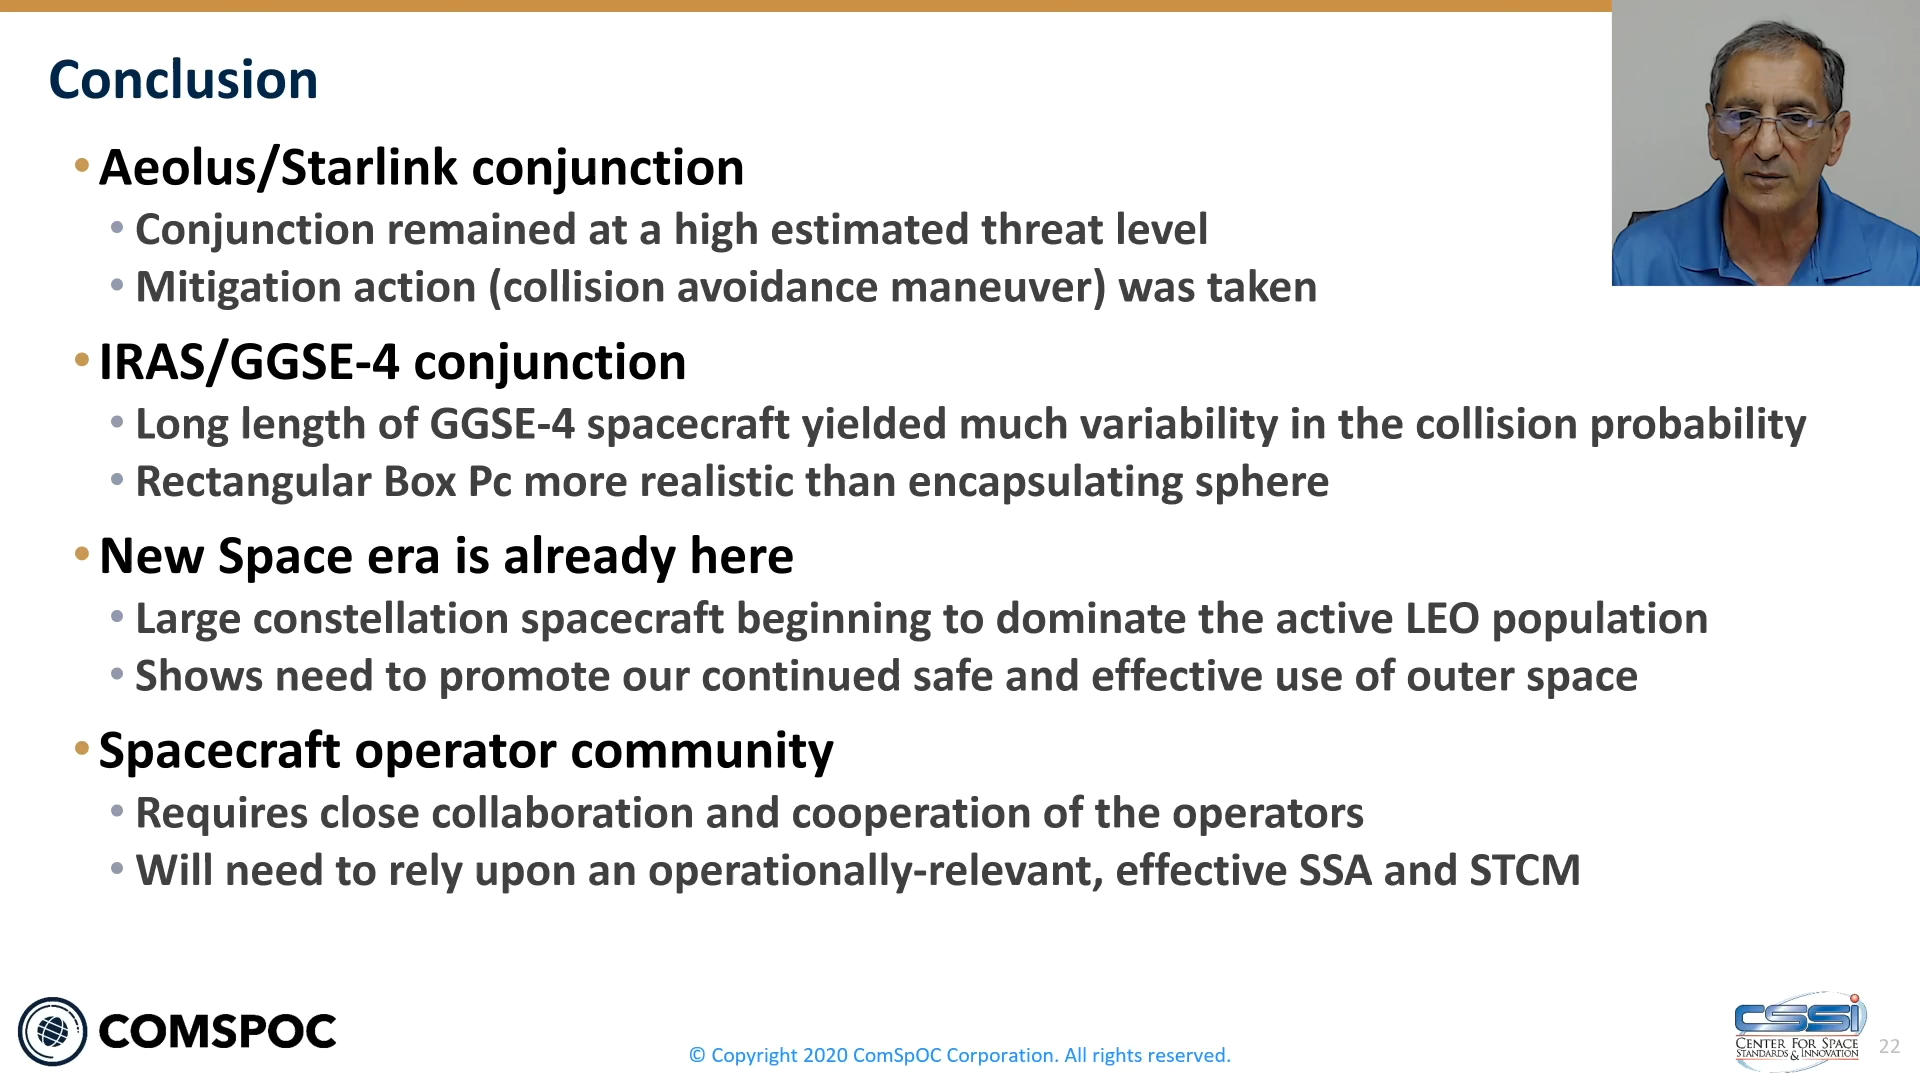 Conclusion
• Aeolus/Starlink conjunction
• Conjunction remained at a high estimated threat level
• Mitigation action (collision avoidance maneuver) was taken
• IRAS/GGSE-4 conjunction
• Long length of GGSE-4 spacecraft yielded much variability in the collision probability
• Rectangular Box Pc more realistic than encapsulating sphere
• New Space era is already here
• Large constellation spacecraft beginning to dominate the active LEO population
• Shows need to promote our continued safe and effective use of outer space
• Spacecraft operator community
• Requires close collaboration and cooperation of the operators
• Will need to rely upon an operationally-relevant, effective SSA and STCM
COMSPOC
© Copyright 2020 ComSpOC Corporation. All rights reserved.
CSSI
CENTER FOR SPACE
STANDARDS & INNOVATION
22